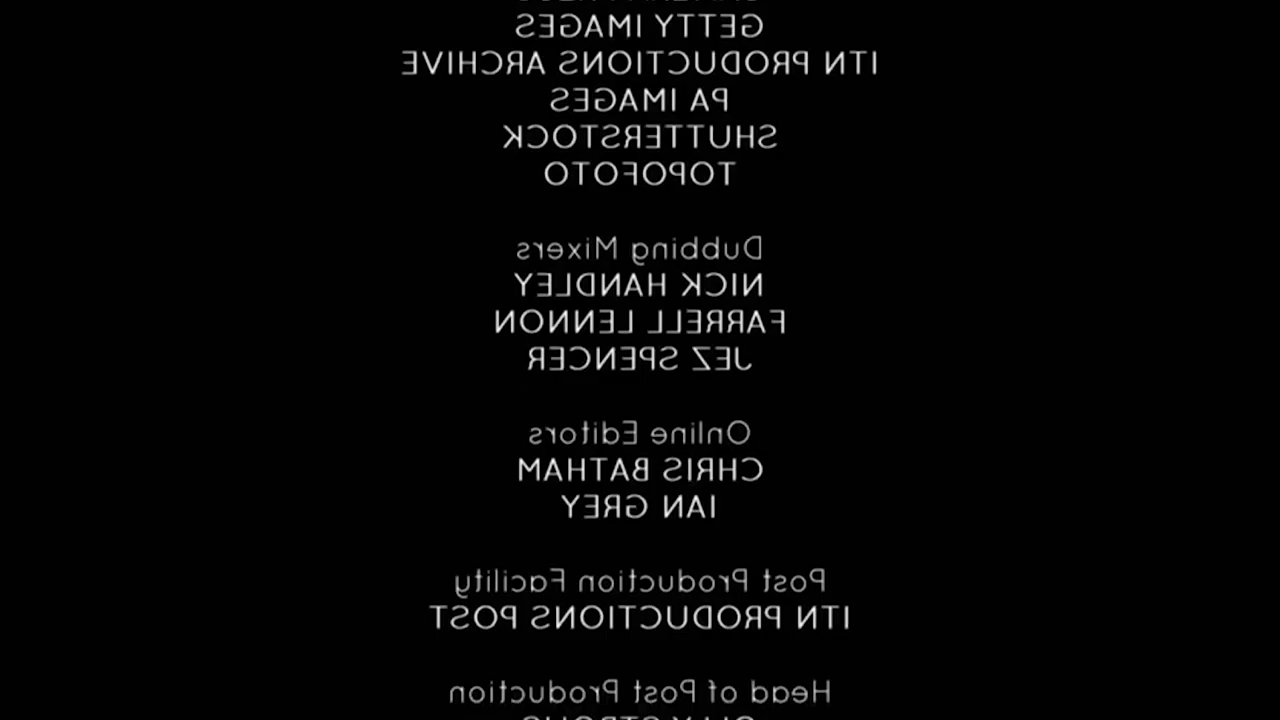 GETTY IMAGES
ITN PRODUCTIONS ARCHIVE
PA IMAGES
SHUTTERSTOCK
TOPOFOTO
Dubbing Mixers
NICK HANDLEY
FARRELL LENNON
JEZ SPENCER
Online Editors
CHRIS BATHAM
IAN GREY
Post Production Facility
ITN PRODUCTIONS POST
Head of Post Production